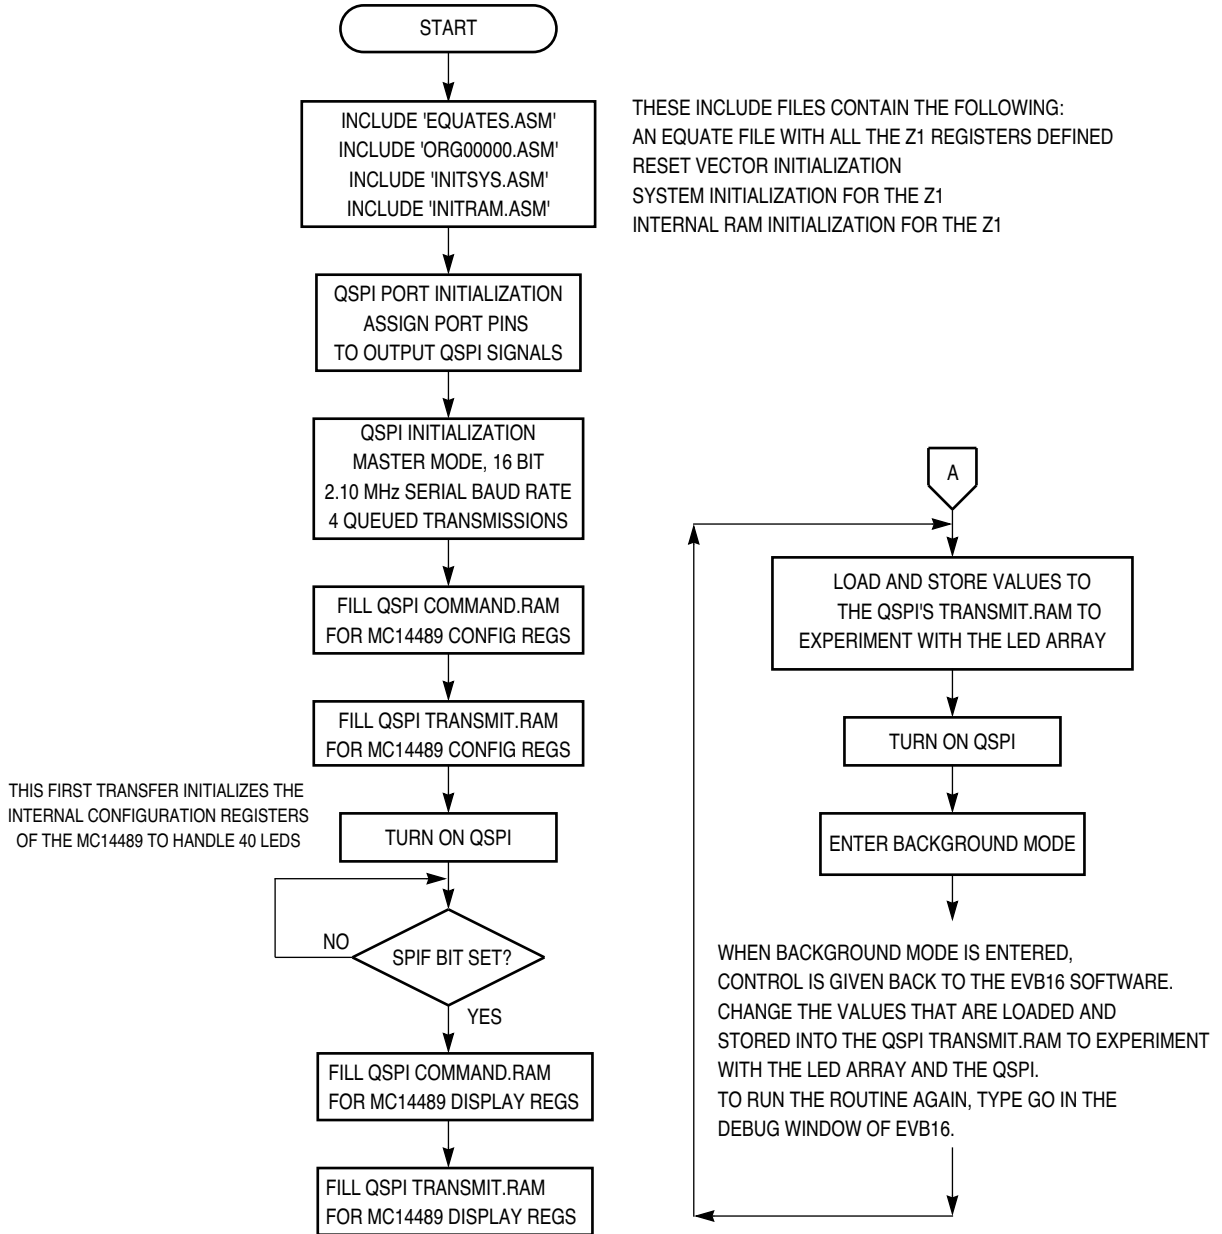 START
INCLUDE 'EQUATES.ASM'
INCLUDE 'ORG00000.ASM'
INCLUDE 'INITSYS.ASM'
INCLUDE 'INITRAM.ASM'
THESE INCLUDE FILES CONTAIN THE FOLLOWING:
AN EQUATE FILE WITH ALL THE Z1 REGISTERS DEFINED
RESET VECTOR INITIALIZATION
SYSTEM INITIALIZATION FOR THE Z1
INTERNAL RAM INITIALIZATION FOR THE Z1
QSPI PORT INITIALIZATION
ASSIGN PORT PINS
TO OUTPUT QSPI SIGNALS
QSPI INITIALIZATION
MASTER MODE, 16 BIT
2.10 MHz SERIAL BAUD RATE
4 QUEUED TRANSMISSIONS
FILL QSPI COMMAND.RAM
FOR MC14489 CONFIG REGS
FILL QSPI TRANSMIT.RAM
FOR MC14489 CONFIG REGS
THIS FIRST TRANSFER INITIALIZES THE
INTERNAL CONFIGURATION REGISTERS
OF THE MC14489 TO HANDLE 40 LEDS
TURN ON QSPI
SPIF BIT SET?
NO
YES
FILL QSPI COMMAND.RAM
FOR MC14489 DISPLAY REGS
FILL QSPI TRANSMIT.RAM
FOR MC14489 DISPLAY REGS
A
LOAD AND STORE VALUES TO
THE QSPI'S TRANSMIT.RAM TO
EXPERIMENT WITH THE LED ARRAY
TURN ON QSPI
ENTER BACKGROUND MODE
WHEN BACKGROUND MODE IS ENTERED,
CONTROL IS GIVEN BACK TO THE EVB16 SOFTWARE.
CHANGE THE VALUES THAT ARE LOADED AND
STORED INTO THE QSPI TRANSMIT.RAM TO EXPERIMENT
WITH THE LED ARRAY AND THE QSPI.
TO RUN THE ROUTINE AGAIN, TYPE GO IN THE
DEBUG WINDOW OF EVB16.